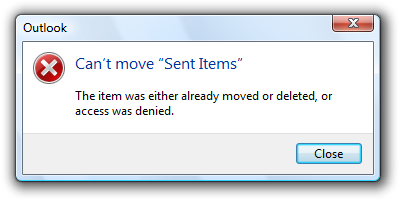 Outlook
Can’t move “Sent Items”
The item was either already moved or deleted, or
access was denied.
Close